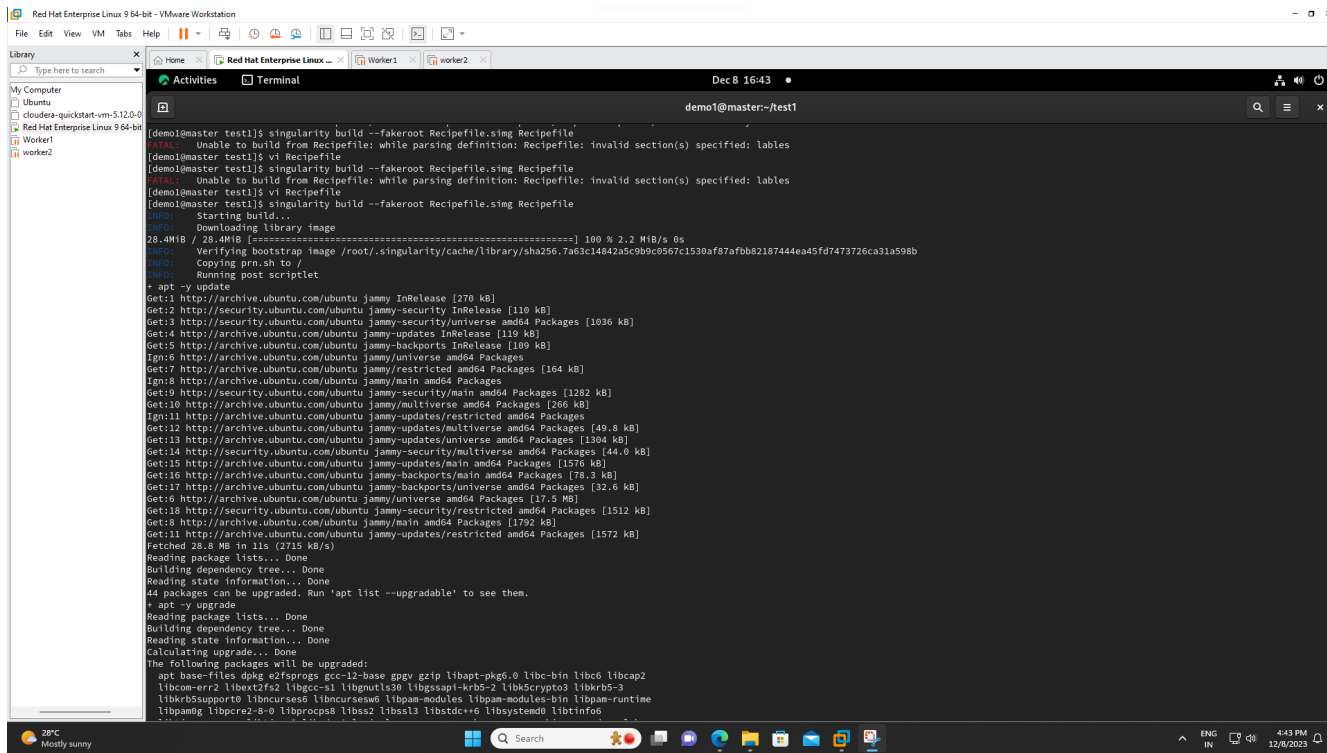 Red Hat Enterprise Linux 9 64-bit - VMware Workstation
File Edit View VM Tabs Help
Library
Type here to search
My Computer
Ubuntu
cloudera-quickstart-vm-5.12.0-0
Red Hat Enterprise Linux 9 64-bit
Worker1
worker2
Home
Red Hat Enterprise Linux ...
Worker1
worker2
Activities Terminal Dec 8 16:43
demo1@master:~/test1
[demo1@master test1]$ singularity build --fakeroot Recipefile.simg Recipefile
FATAL: Unable to build from Recipefile: while parsing definition: Recipefile: invalid section(s) specified: lables
[demo1@master test1]$ vi Recipefile
[demo1@master test1]$ singularity build --fakeroot Recipefile.simg Recipefile
FATAL: Unable to build from Recipefile: while parsing definition: Recipefile: invalid section(s) specified: lables
[demo1@master test1]$ vi Recipefile
[demo1@master test1]$ singularity build --fakeroot Recipefile.simg Recipefile
INFO: Starting build...
INFO: Downloading library image
28.4MiB / 28.4MiB [===========================================================] 100 % 2.2 MiB/s 0s
INFO: Verifying bootstrap image /root/.singularity/cache/library/sha256.7a63c14842a5c9b9c0567c1530af87afbb82187444ea45fd7473726ca31a598b
INFO: Copying prn.sh to /
INFO: Running post scriptlet
+ apt -y update
Get:1 http://archive.ubuntu.com/ubuntu jammy InRelease [270 kB]
Get:2 http://security.ubuntu.com/ubuntu jammy-security InRelease [110 kB]
Get:3 http://security.ubuntu.com/ubuntu jammy-security/universe amd64 Packages [1036 kB]
Get:4 http://archive.ubuntu.com/ubuntu jammy-updates InRelease [119 kB]
Get:5 http://archive.ubuntu.com/ubuntu jammy-backports InRelease [109 kB]
Ign:6 http://archive.ubuntu.com/ubuntu jammy/universe amd64 Packages
Get:7 http://archive.ubuntu.com/ubuntu jammy/restricted amd64 Packages [164 kB]
Ign:8 http://archive.ubuntu.com/ubuntu jammy/main amd64 Packages
Get:9 http://security.ubuntu.com/ubuntu jammy-security/main amd64 Packages [1282 kB]
Get:10 http://archive.ubuntu.com/ubuntu jammy/multiverse amd64 Packages [266 kB]
Ign:11 http://archive.ubuntu.com/ubuntu jammy-updates/restricted amd64 Packages
Get:12 http://archive.ubuntu.com/ubuntu jammy-updates/multiverse amd64 Packages [49.8 kB]
Get:13 http://archive.ubuntu.com/ubuntu jammy-updates/universe amd64 Packages [1304 kB]
Get:14 http://security.ubuntu.com/ubuntu jammy-security/multiverse amd64 Packages [44.0 kB]
Get:15 http://archive.ubuntu.com/ubuntu jammy-updates/main amd64 Packages [1576 kB]
Get:16 http://archive.ubuntu.com/ubuntu jammy-backports/main amd64 Packages [78.3 kB]
Get:17 http://archive.ubuntu.com/ubuntu jammy-backports/universe amd64 Packages [32.6 kB]
Get:6 http://archive.ubuntu.com/ubuntu jammy/universe amd64 Packages [17.5 MB]
Get:18 http://security.ubuntu.com/ubuntu jammy-security/restricted amd64 Packages [1512 kB]
Get:8 http://archive.ubuntu.com/ubuntu jammy/main amd64 Packages [1792 kB]
Get:11 http://archive.ubuntu.com/ubuntu jammy-updates/restricted amd64 Packages [1572 kB]
Fetched 28.8 MB in 11s (2715 kB/s)
Reading package lists... Done
Building dependency tree... Done
Reading state information... Done
44 packages can be upgraded. Run 'apt list --upgradable' to see them.
+ apt -y upgrade
Reading package lists... Done
Building dependency tree... Done
Reading state information... Done
Calculating upgrade... Done
The following packages will be upgraded:
apt base-files dpkg e2fsprogs gcc-12-base gpgv gzip libapt-pkg6.0 libc-bin libc6 libcap2
libcom-err2 libext2fs2 libgcc-s1 libgnutls30 libgssapi-krb5-2 libk5crypto3 libkrb5-3
libkrb5support0 libncurses6 libncursesw6 libpam-modules libpam-modules-bin libpam-runtime
libpam0g libpcre2-8-0 libprocps8 libss2 libssl3 libstdc++6 libsystemd0 libtinfo6
28°C
Mostly sunny
Search
ENG
IN
4:43 PM
12/8/2023